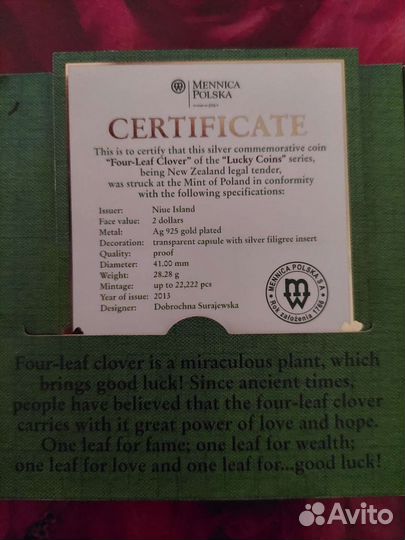 MENNICA
POLSKA
CERTIFICATE
This is to certify that this silver commemorative coin
"Four-Leaf Clover" of the "Lucky Coins" series,
being New Zealand legal tender,
was struck at the Mint of Poland in conformity
with the following specifications:
Issuer: Niue Island
Face value: 2 dollars
Metal: Ag 925 gold plated
Decoration: transparent capsule with silver filigree insert
Quality: proof
Diameter: 41.00 mm
Weight: 28.28 g
Mintage: up to 22,222 pcs
Year of issue: 2013
Designer: Dobrochna Surajewska
MENNICA POLSKA S.A.
Rok założenia 1766
Four-leaf clover is a miraculous plant, which
brings good luck! Since ancient times,
people have believed that the four-leaf clover
carries with it great power of love and hope.
One leaf for fame; one leaf for wealth;
one leaf for love and one leaf for...good luck!
Avito